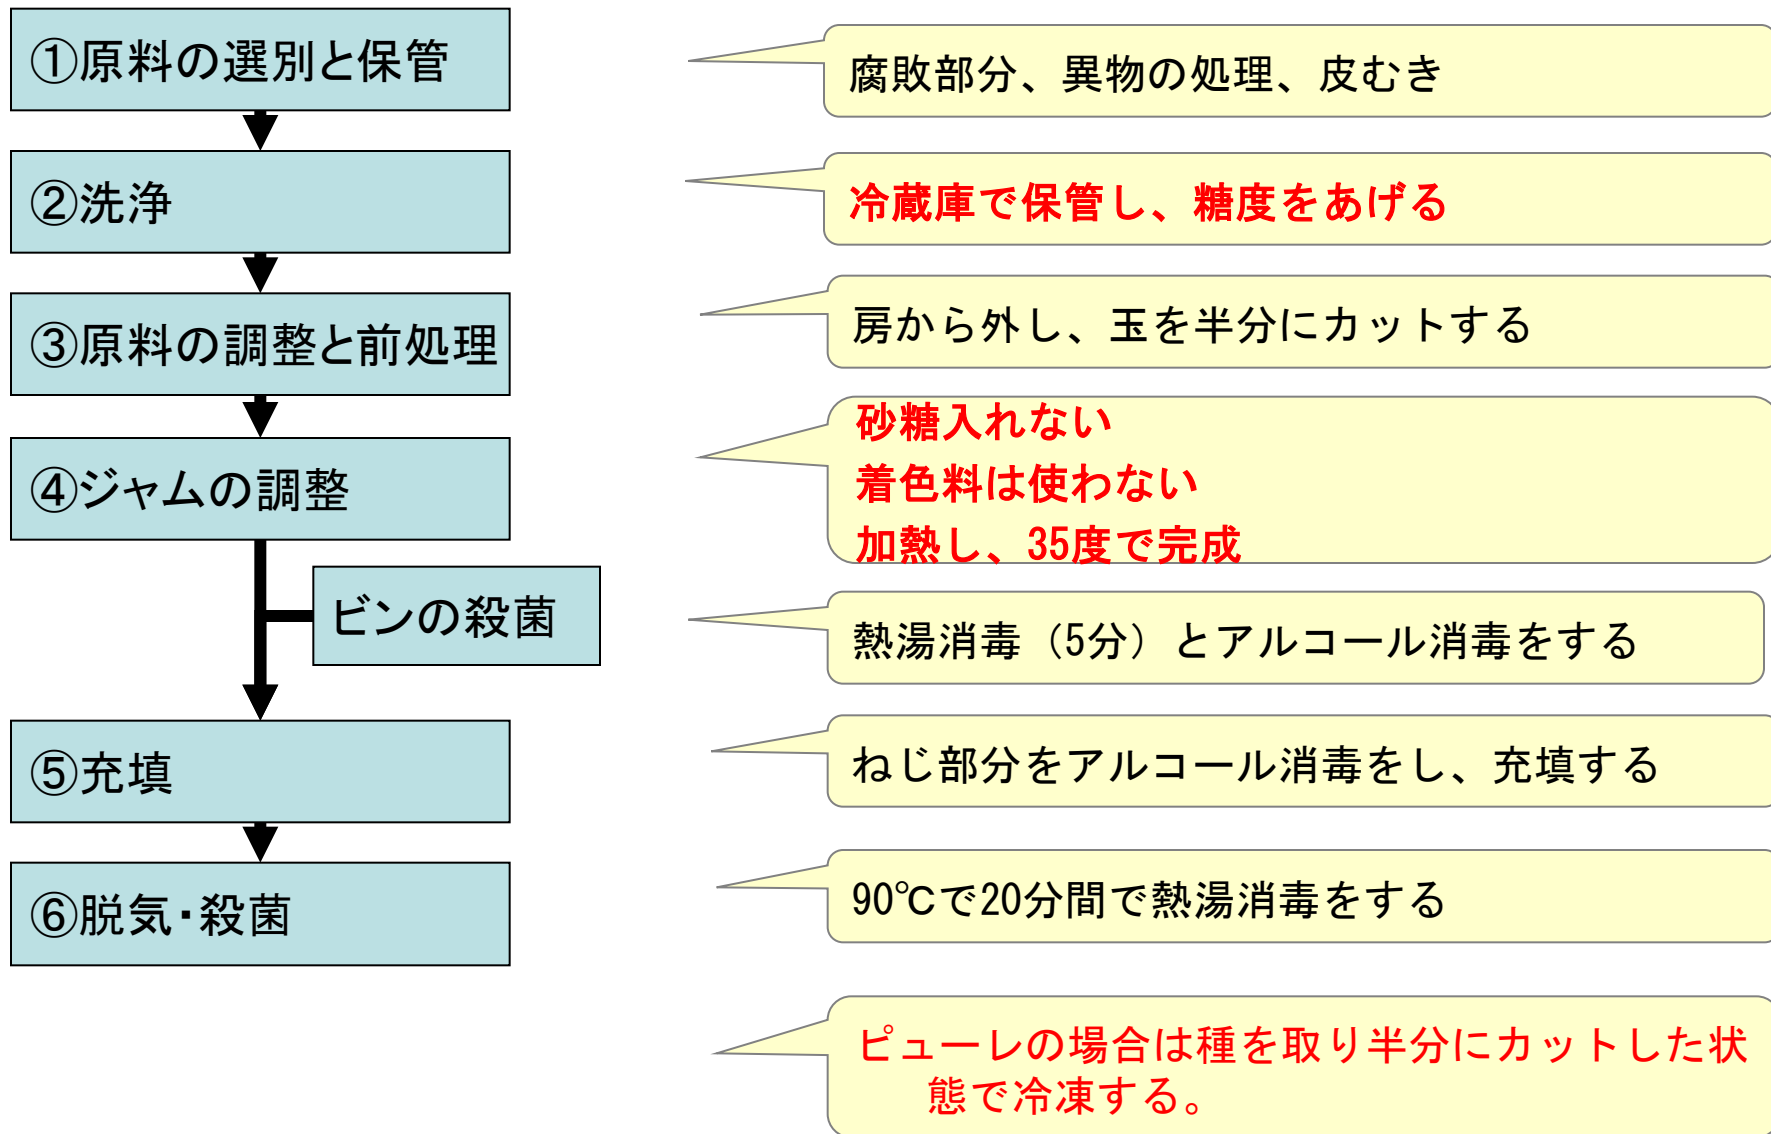 ①原料の選別と保管
腐敗部分、異物の処理、皮むき
②洗浄
冷蔵庫で保管し、糖度をあげる
③原料の調整と前処理
房から外し、玉を半分にカットする
④ジャムの調整
砂糖入れない
着色料は使わない
加熱し、35度で完成
ビンの殺菌
熱湯消毒（5分）とアルコール消毒をする
⑤充填
ねじ部分をアルコール消毒をし、充填する
⑥脱気・殺菌
90℃で20分間で熱湯消毒をする
ピューレの場合は種を取り半分にカットした状
態で冷凍する。